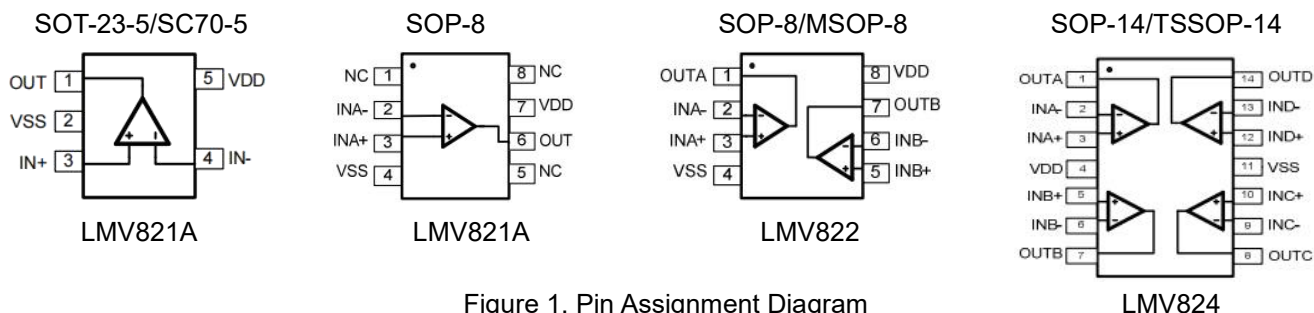 SOT-23-5/SC70-5
OUT 1
5 VDD
VSS 2
IN+ 3
4 IN-
+ -
LMV821A
SOP-8
NC 1
8 NC
INA- 2
7 VDD
INA+ 3
6 OUT
VSS 4
5 NC
-
+
LMV821A
SOP-8/MSOP-8
OUTA 1
8 VDD
INA- 2
7 OUTB
INA+ 3
6 INB-
VSS 4
5 INB+
-
+
-
+
LMV822
SOP-14/TSSOP-14
OUTA 1
14 OUTD
INA- 2
13 IND-
INA+ 3
12 IND+
VDD 4
11 VSS
INB+ 5
10 INC+
INB- 6
9 INC-
OUTB 7
8 OUTC
-
+
-
+
+
-
+
-
LMV824
Figure 1. Pin Assignment Diagram